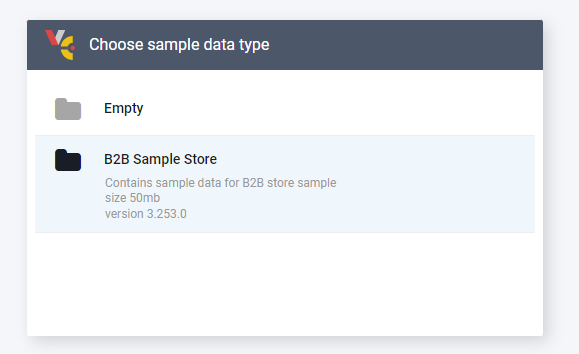 Choose sample data type
Empty
B2B Sample Store
Contains sample data for B2B store sample
size 50mb
version 3.253.0